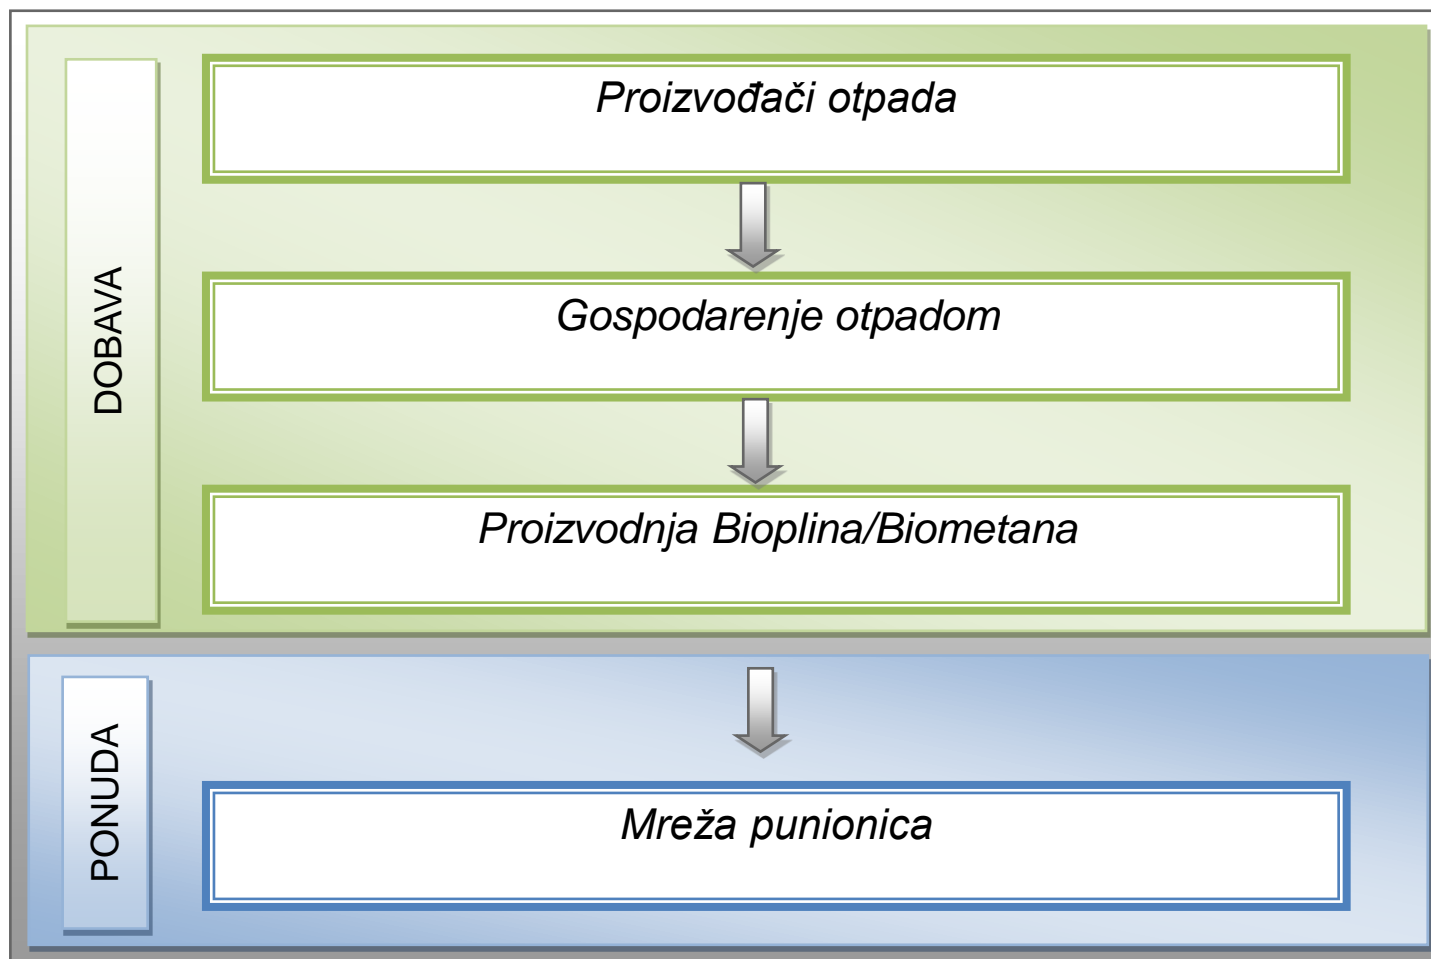 DOBAVA
Proizvođači otpada
Gospodarenje otpadom
Proizvodnja Bioplina/Biometana
PONUDA
Mreža punionica